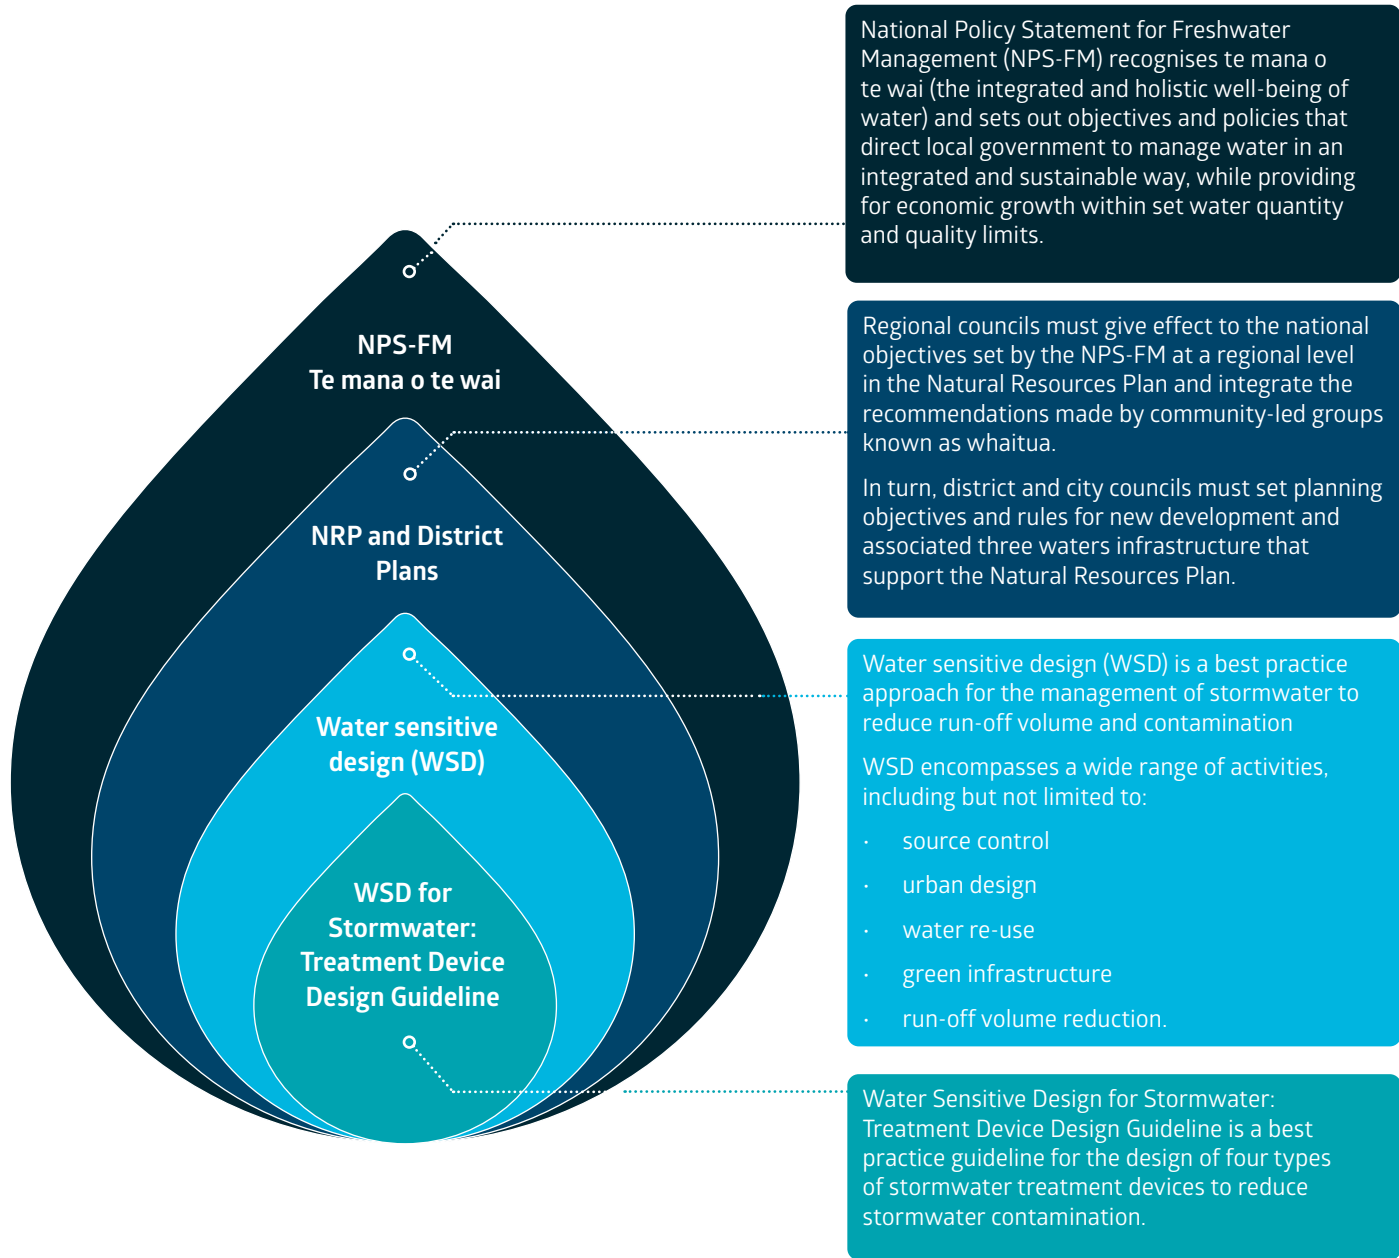 National Policy Statement for Freshwater
Management (NPS-FM) recognises te mana o
te wai (the integrated and holistic well-being of
water) and sets out objectives and policies that
direct local government to manage water in an
integrated and sustainable way, while providing
for economic growth within set water quantity
and quality limits.
NPS-FM
Te mana o te wai
Regional councils must give effect to the national
objectives set by the NPS-FM at a regional level
in the Natural Resources Plan and integrate the
recommendations made by community-led groups
known as whaitua.
In turn, district and city councils must set planning
objectives and rules for new development and
associated three waters infrastructure that
support the Natural Resources Plan.
NRP and District
Plans
Water sensitive design (WSD) is a best practice
approach for the management of stormwater to
reduce run-off volume and contamination
WSD encompasses a wide range of activities,
including but not limited to:
· source control
· urban design
· water re-use
· green infrastructure
· run-off volume reduction.
Water sensitive
design (WSD)
WSD for
Stormwater:
Treatment Device
Design Guideline
Water Sensitive Design for Stormwater:
Treatment Device Design Guideline is a best
practice guideline for the design of four types
of stormwater treatment devices to reduce
stormwater contamination.